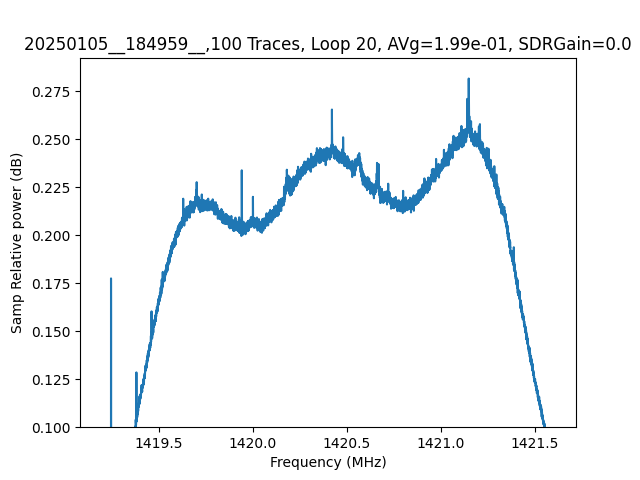 20250105__184959__,100 Traces, Loop 20, AVg=1.99e-01, SDRGain=0.0
Samp Relative power (dB)
0.275
0.250
0.225
0.200
0.175
0.150
0.125
0.100
1419.5 1420.0 1420.5 1421.0 1421.5
Frequency (MHz)